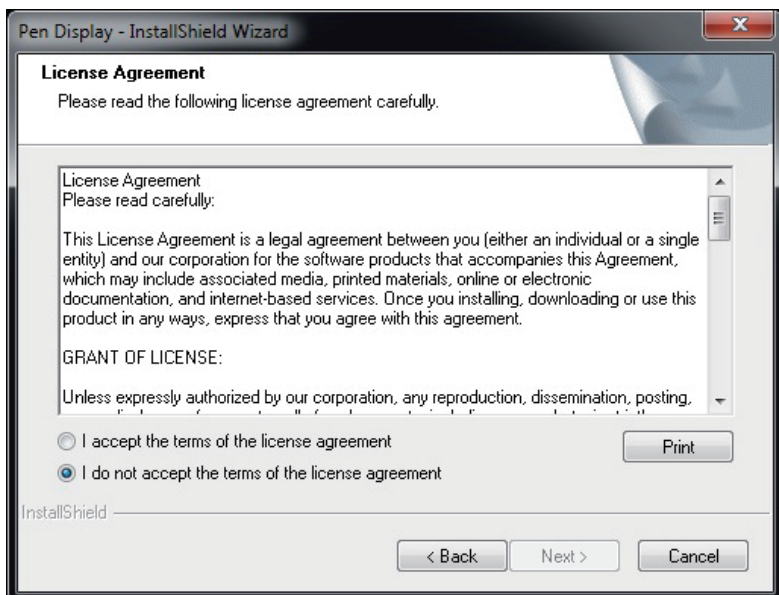 Pen Display - InstallShield Wizard
License Agreement
Please read the following license agreement carefully.
License Agreement
Please read carefully:
This License Agreement is a legal agreement between you (either an individual or a single
entity) and our corporation for the software products that accompanies this Agreement,
which may include associated media, printed materials, online or electronic
documentation, and internet-based services. Once you installing, downloading or use this
product in any ways, express that you agree with this agreement.
GRANT OF LICENSE:
Unless expressly authorized by our corporation, any reproduction, dissemination, posting,
I accept the terms of the license agreement
Print
I do not accept the terms of the license agreement
InstallShield
< Back
Next >
Cancel